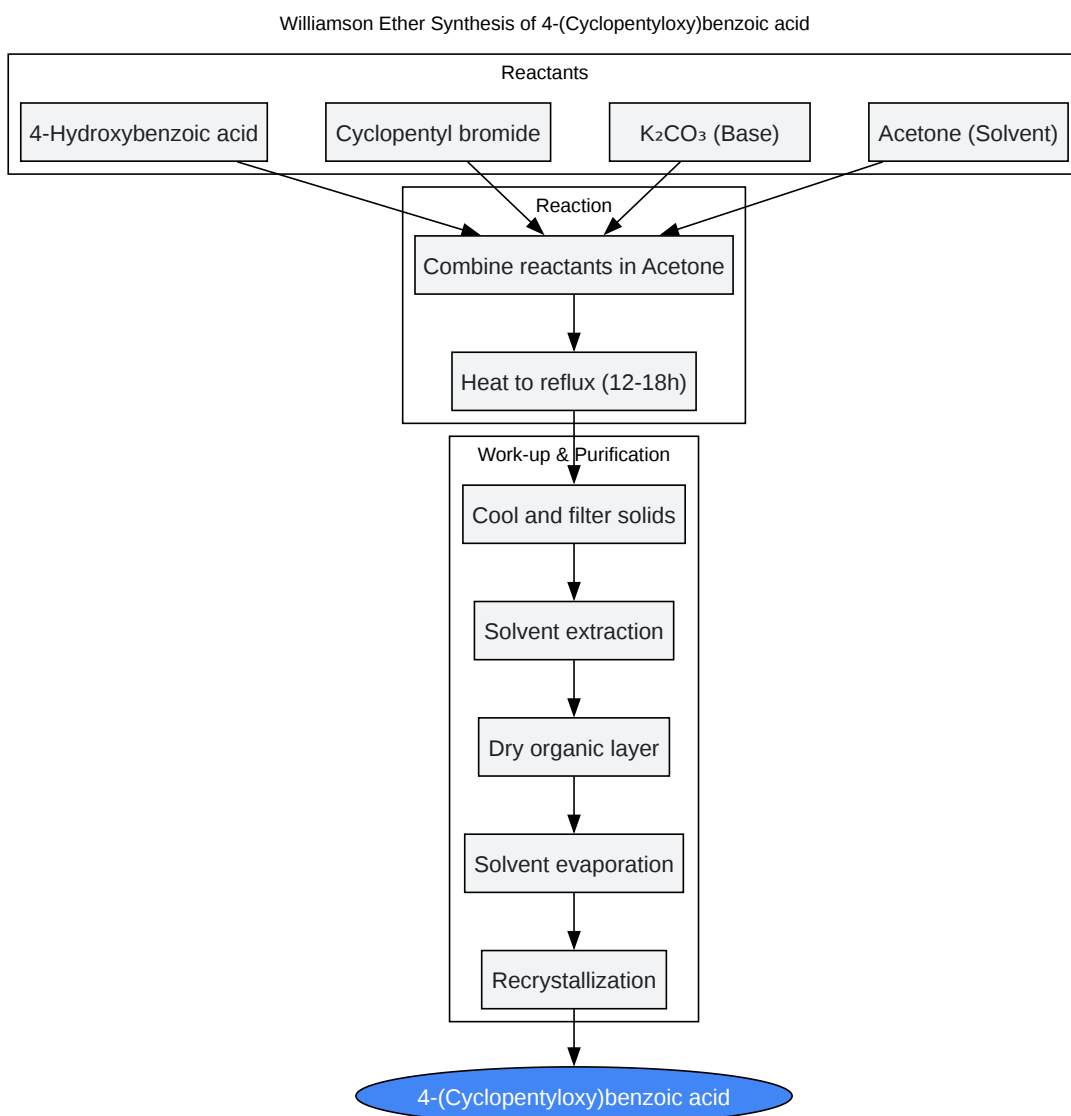 Williamson Ether Synthesis of 4-(Cyclopentyloxy)benzoic acid
Reactants
4-Hydroxybenzoic acid
Cyclopentyl bromide
K₂CO₃ (Base)
Acetone (Solvent)
Reaction
Combine reactants in Acetone
Heat to reflux (12-18h)
Work-up & Purification
Cool and filter solids
Solvent extraction
Dry organic layer
Solvent evaporation
Recrystallization
4-(Cyclopentyloxy)benzoic acid